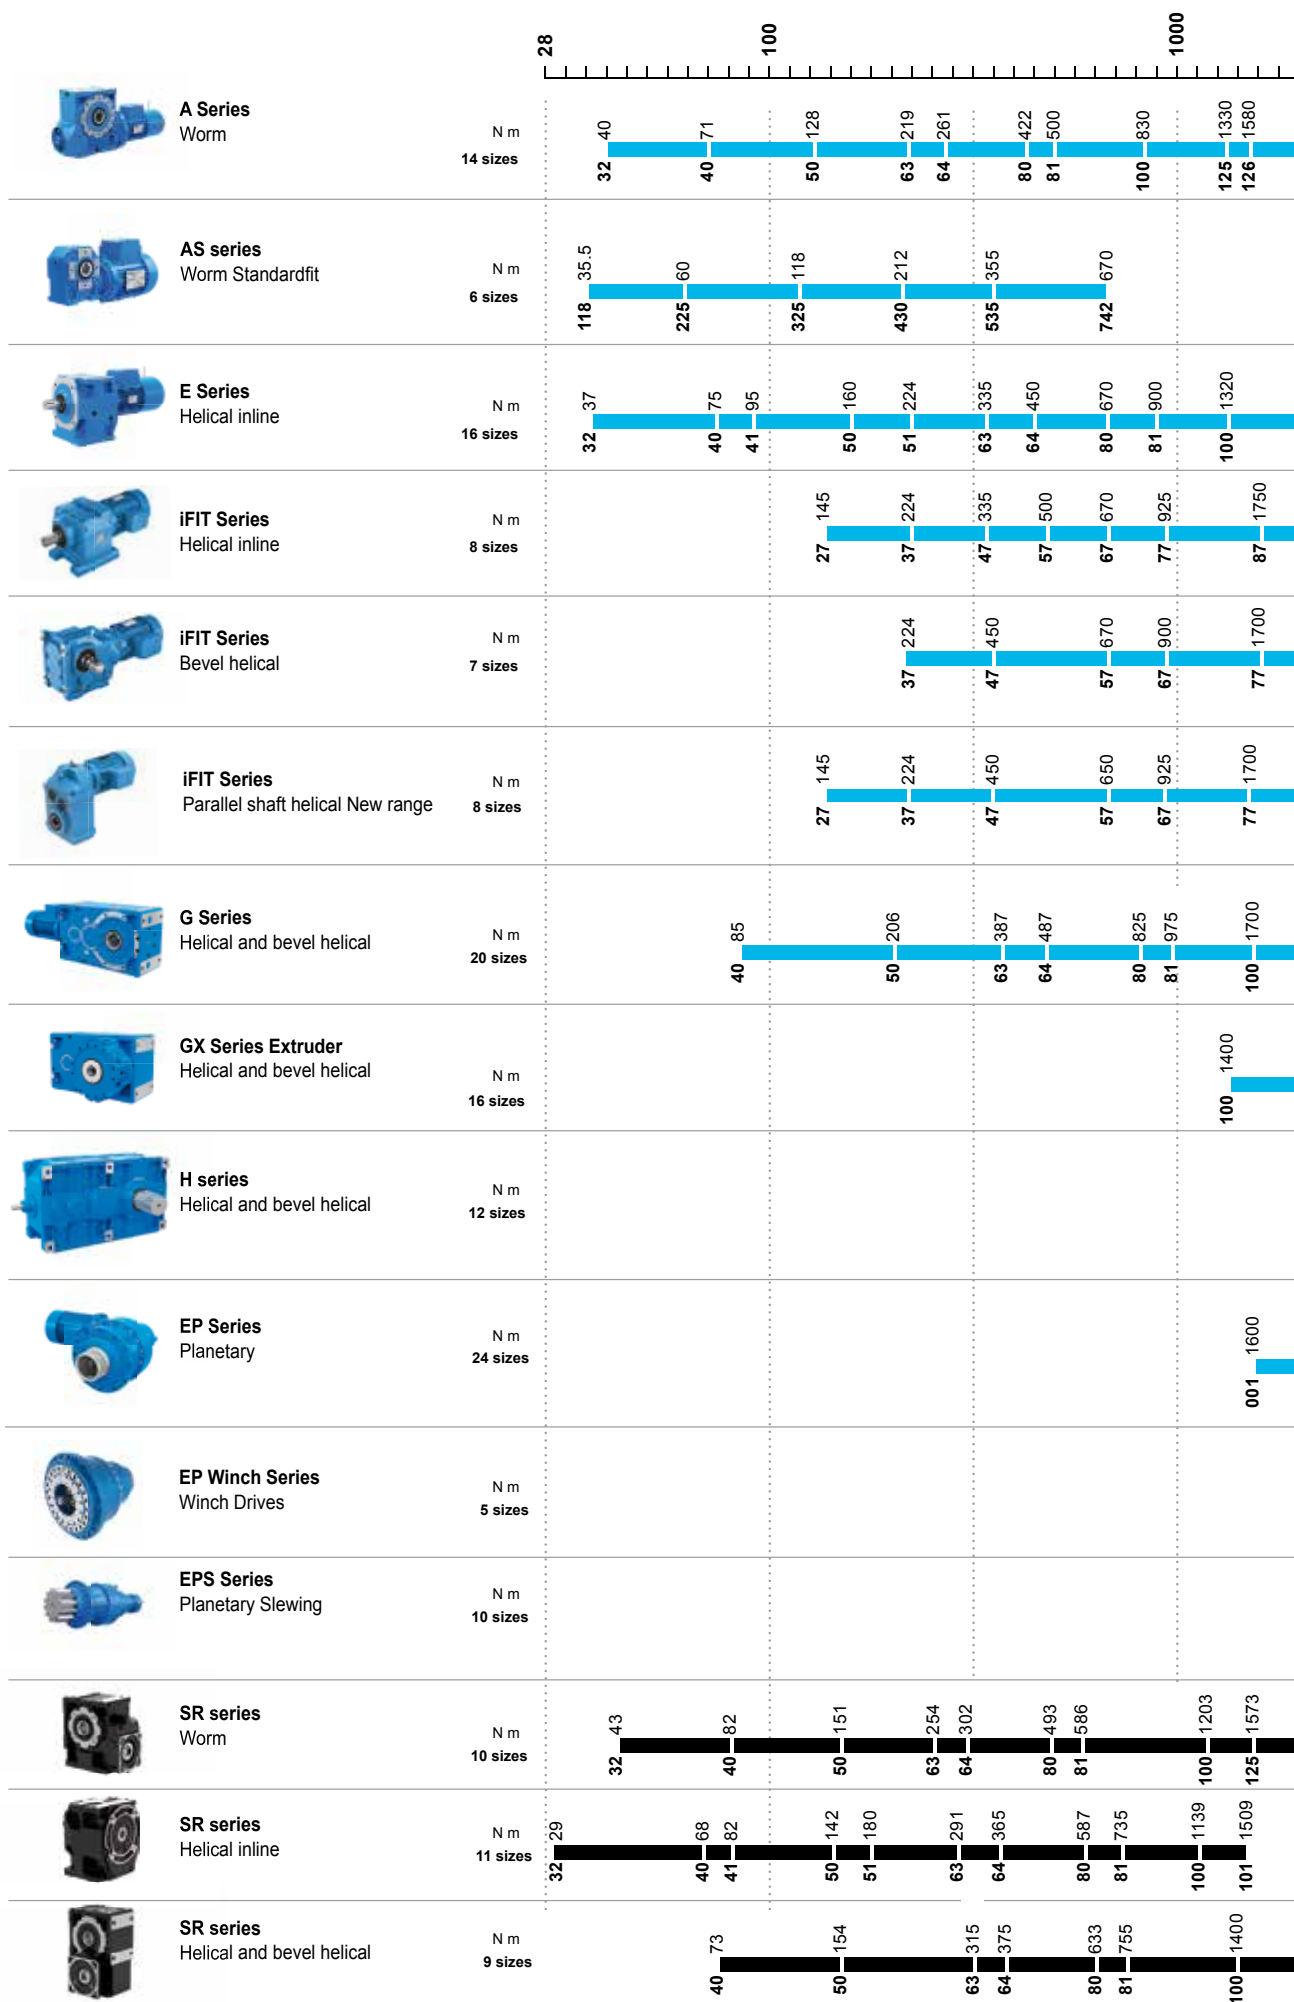 28 100 1000
A Series
Worm
N m
14 sizes
40 71 128 219 261 422 500 830 1330 1580
32 40 50 63 64 80 81 100 125 126
AS series
Worm Standardfit
N m
6 sizes
35.5 60 118 212 355 670
118 225 325 430 535 742
E Series
Helical inline
N m
16 sizes
37 75 95 160 224 335 450 670 900 1320
32 40 41 50 51 63 64 80 81 100
iFIT Series
Helical inline
N m
8 sizes
145 224 335 500 670 925 1750
27 37 47 57 67 77 87
iFIT Series
Bevel helical
N m
7 sizes
224 450 670 900 1700
37 47 57 67 77
iFIT Series
Parallel shaft helical New range
N m
8 sizes
145 224 450 650 925 1700
27 37 47 57 67 77
G Series
Helical and bevel helical
N m
20 sizes
85 206 387 487 825 975 1700
40 50 63 64 80 81 100
GX Series Extruder
Helical and bevel helical
N m
16 sizes
1400
100
H series
Helical and bevel helical
N m
12 sizes
EP Series
Planetary
N m
24 sizes
1600
001
EP Winch Series
Winch Drives
N m
5 sizes
EPS Series
Planetary Slewing
N m
10 sizes
SR series
Worm
N m
10 sizes
43 82 151 254 302 493 586 1203 1573
32 40 50 63 64 80 81 100 125
SR series
Helical inline
N m
11 sizes
29 68 82 142 180 291 365 587 735 1139 1509
32 40 41 50 51 63 64 80 81 100 101
SR series
Helical and bevel helical
N m
9 sizes
73 154 315 375 633 755 1400
40 50 63 64 80 81 100